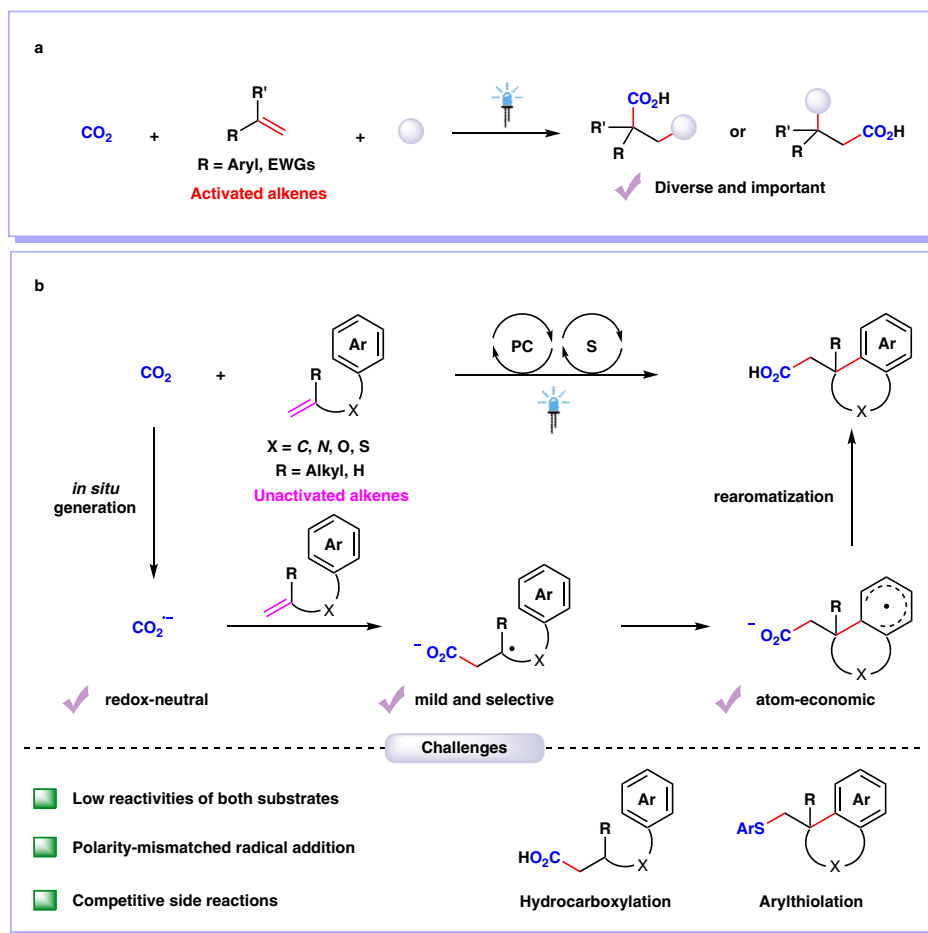 a
CO₂ + R' R + CO₂H R' R or R' R CO₂H
R = Aryl, EWGs
Activated alkenes
Diverse and important
b
CO₂ + Ar R X PC S R Ar HO₂C X
X = C, N, O, S
R = Alkyl, H
Unactivated alkenes
in situ
generation
rearomatization
Ar R X
CO₂·⁻
Ar R ⁻O₂C X
R ⁻O₂C X
redox-neutral
mild and selective
atom-economic
Challenges
Low reactivities of both substrates
Polarity-mismatched radical addition
Competitive side reactions
Ar R HO₂C X
Hydrocarboxylation
R Ar ArS X
Arylthiolation